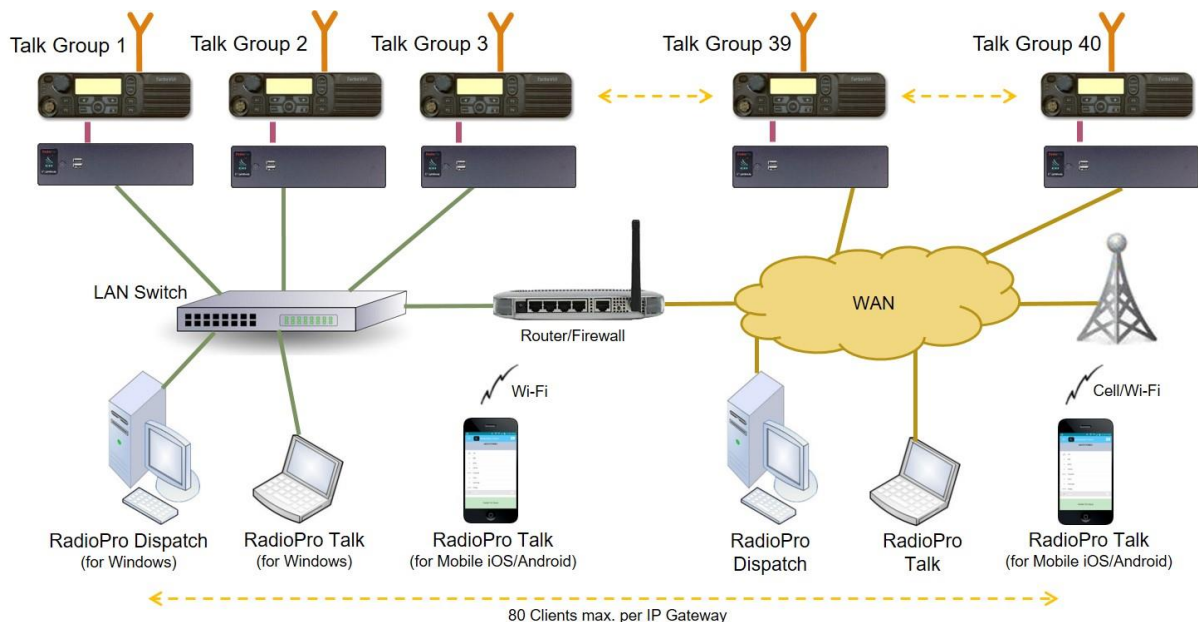 Talk Group 1
Talk Group 2
Talk Group 3
Talk Group 39
Talk Group 40
LAN Switch
Router/Firewall
WAN
Wi-Fi
Cell/Wi-Fi
RadioPro Dispatch
(for Windows)
RadioPro Talk
(for Windows)
RadioPro Talk
(for Mobile iOS/Android)
RadioPro
Dispatch
RadioPro
Talk
RadioPro Talk
(for Mobile iOS/Android)
80 Clients max. per IP Gateway